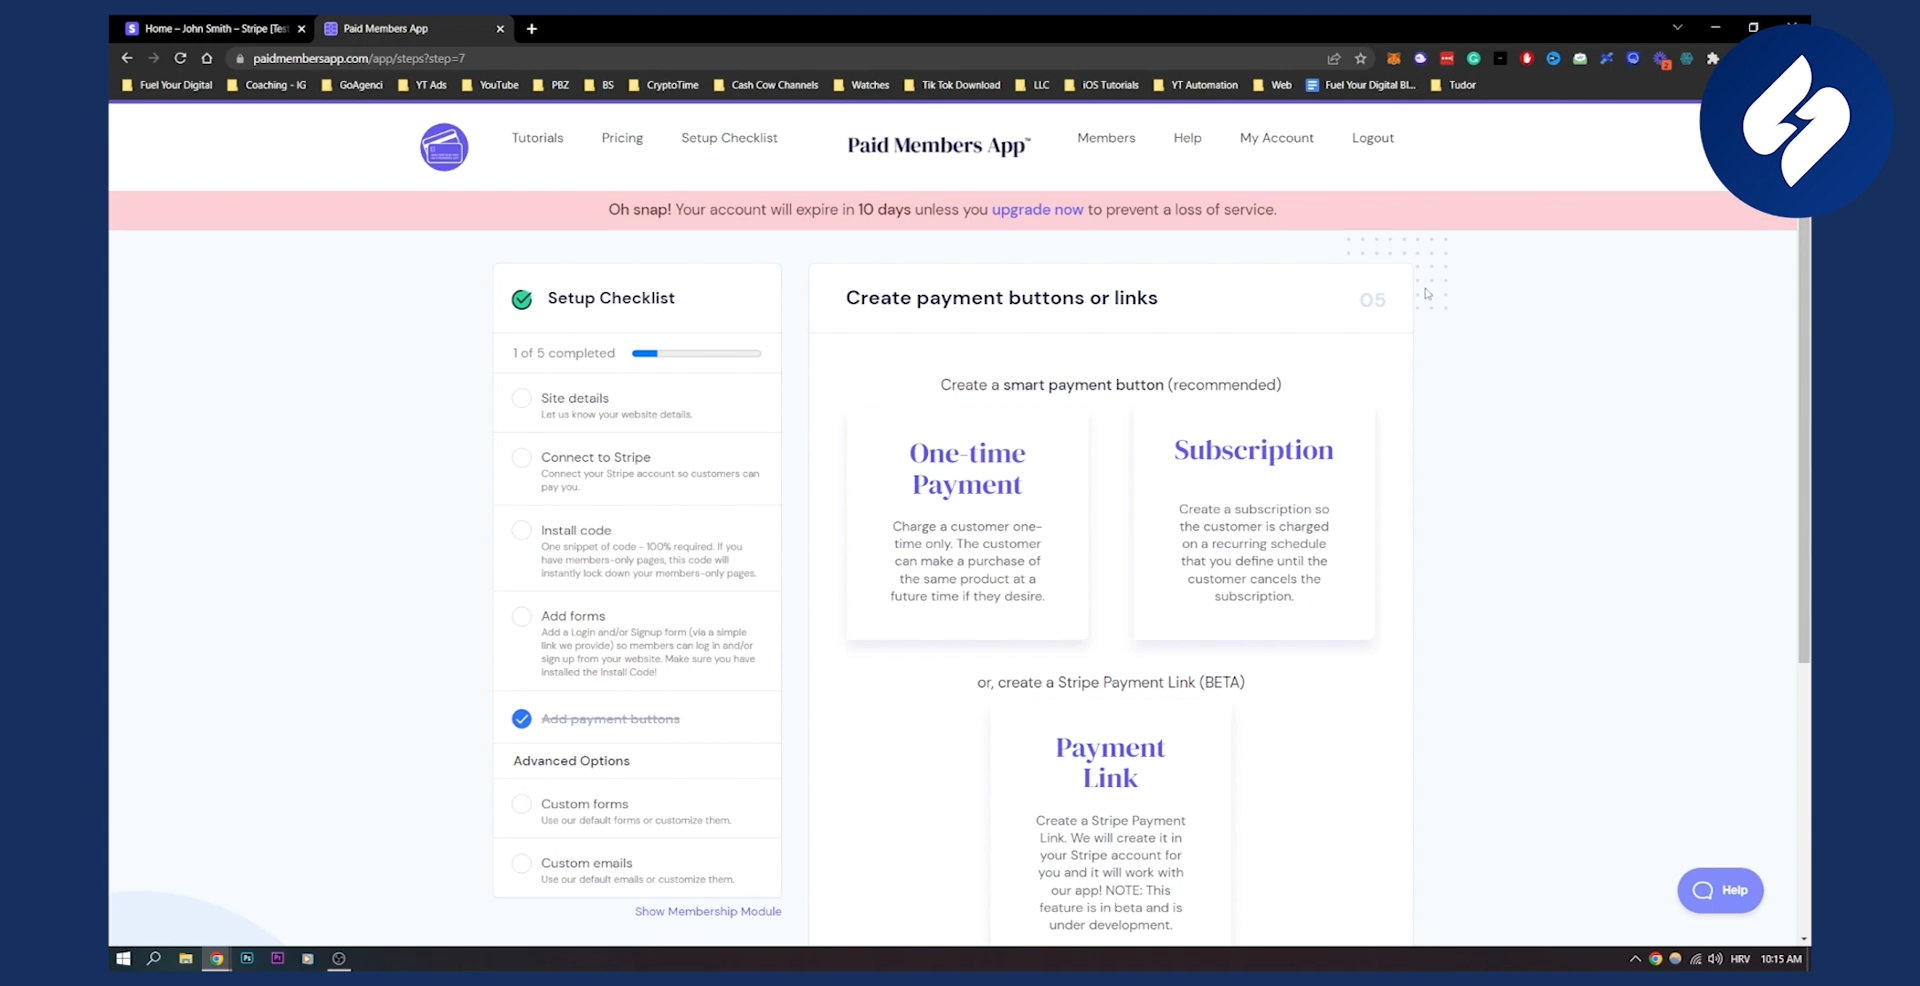 Home – John Smith – Stripe [Test
Paid Members App
paidmembersapp.com/app/steps?step=7
Fuel Your Digital
Coaching - IG
GoAgenci
YT Ads
YouTube
PBZ
BS
CryptoTime
Cash Cow Channels
Watches
Tik Tok Download
LLC
iOS Tutorials
YT Automation
Web
Fuel Your Digital Bl...
Tudor
Tutorials
Pricing
Setup Checklist
Paid Members App™
Members
Help
My Account
Logout
Oh snap! Your account will expire in 10 days unless you upgrade now to prevent a loss of service.
Setup Checklist
1 of 5 completed
Site details
Let us know your website details.
Connect to Stripe
Connect your Stripe account so customers can
pay you.
Install code
One snippet of code - 100% required. If you
have members-only pages, this code will
instantly lock down your members-only pages.
Add forms
Add a Login and/or Signup form (via a simple
link we provide) so members can log in and/or
sign up from your website. Make sure you have
installed the Install Code!
Add payment buttons
Advanced Options
Custom forms
Use our default forms or customize them.
Custom emails
Use our default emails or customize them.
Show Membership Module
Create payment buttons or links
05
Create a smart payment button (recommended)
One-time
Payment
Charge a customer one-
time only. The customer
can make a purchase of
the same product at a
future time if they desire.
Subscription
Create a subscription so
the customer is charged
on a recurring schedule
that you define until the
customer cancels the
subscription.
or, create a Stripe Payment Link (BETA)
Payment
Link
Create a Stripe Payment
Link. We will create it in
your Stripe account for
you and it will work with
our app! NOTE: This
feature is in beta and is
under development.
Help
HRV
10:15 AM